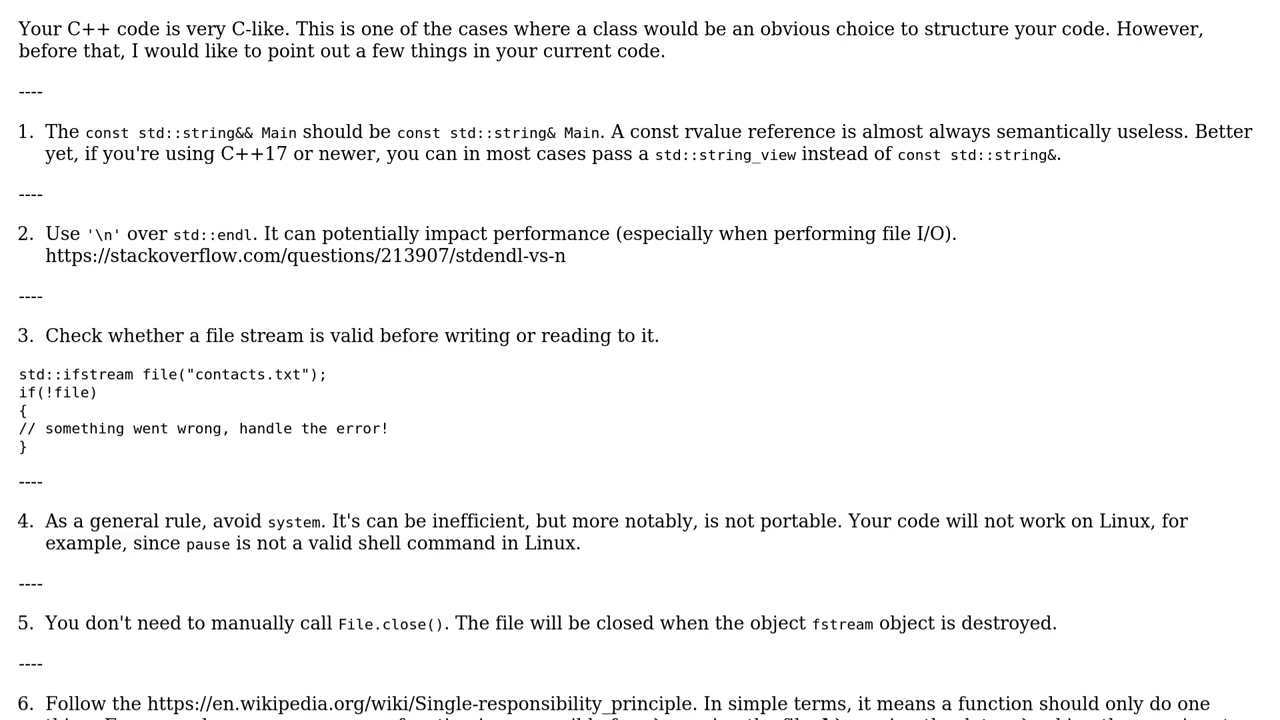 Your C++ code is very C-like. This is one of the cases where a class would be an obvious choice to structure your code. However,
before that, I would like to point out a few things in your current code.
----
1. The const std::string&& Main should be const std::string& Main. A const rvalue reference is almost always semantically useless. Better
yet, if you're using C++17 or newer, you can in most cases pass a std::string_view instead of const std::string&.
----
2. Use '\n' over std::endl. It can potentially impact performance (especially when performing file I/O).
https://stackoverflow.com/questions/213907/stdendl-vs-n
----
3. Check whether a file stream is valid before writing or reading to it.
std::ifstream file("contacts.txt");
if(!file)
{
// something went wrong, handle the error!
}
----
4. As a general rule, avoid system. It's can be inefficient, but more notably, is not portable. Your code will not work on Linux, for
example, since pause is not a valid shell command in Linux.
----
5. You don't need to manually call File.close(). The file will be closed when the object fstream object is destroyed.
----
6. Follow the https://en.wikipedia.org/wiki/Single-responsibility_principle. In simple terms, it means a function should only do one